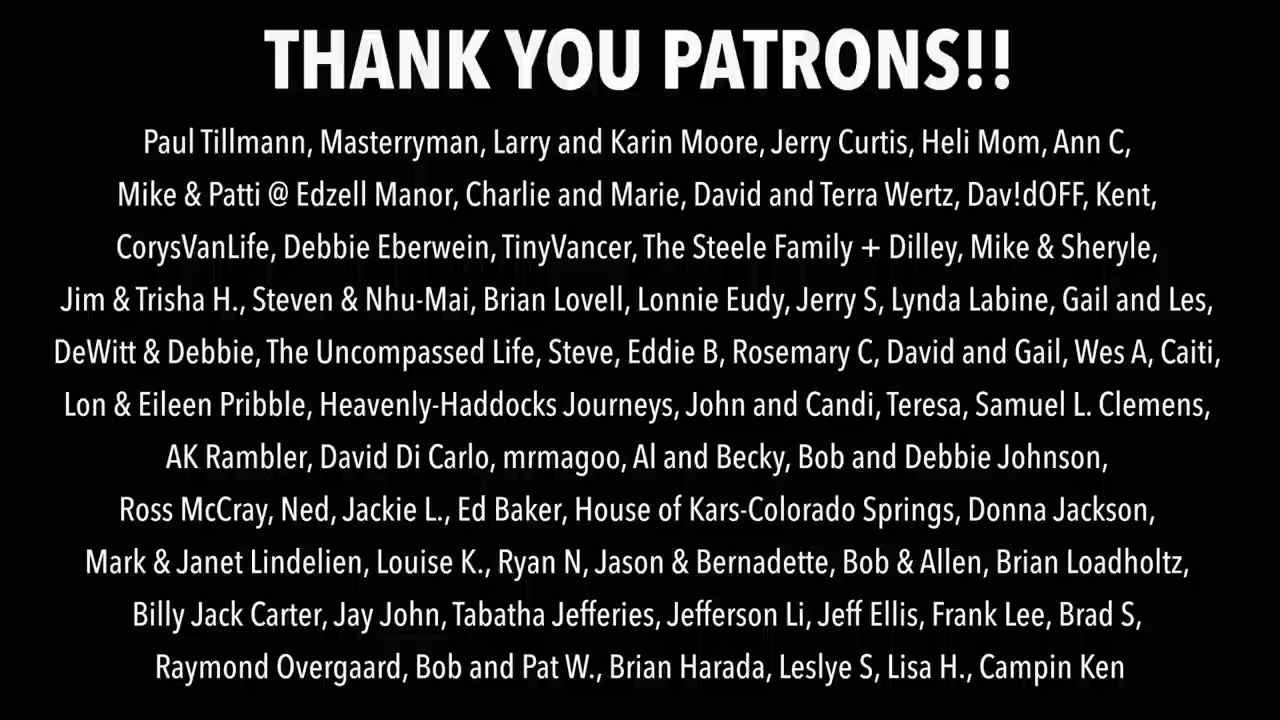 THANK YOU PATRONS!!
Paul Tillmann, Masterryman, Larry and Karin Moore, Jerry Curtis, Heli Mom, Ann C,
Mike & Patti @ Edzell Manor, Charlie and Marie, David and Terra Wertz, Dav!dOFF, Kent,
CorysVanLife, Debbie Eberwein, TinyVancer, The Steele Family + Dilley, Mike & Sheryle,
Jim & Trisha H., Steven & Nhu-Mai, Brian Lovell, Lonnie Eudy, Jerry S, Lynda Labine, Gail and Les,
DeWitt & Debbie, The Uncompassed Life, Steve, Eddie B, Rosemary C, David and Gail, Wes A, Caiti,
Lon & Eileen Pribble, Heavenly-Haddocks Journeys, John and Candi, Teresa, Samuel L. Clemens,
AK Rambler, David Di Carlo, mrmagoo, Al and Becky, Bob and Debbie Johnson,
Ross McCray, Ned, Jackie L., Ed Baker, House of Kars-Colorado Springs, Donna Jackson,
Mark & Janet Lindelien, Louise K., Ryan N, Jason & Bernadette, Bob & Allen, Brian Loadholtz,
Billy Jack Carter, Jay John, Tabatha Jefferies, Jefferson Li, Jeff Ellis, Frank Lee, Brad S,
Raymond Overgaard, Bob and Pat W., Brian Harada, Leslye S, Lisa H., Campin Ken